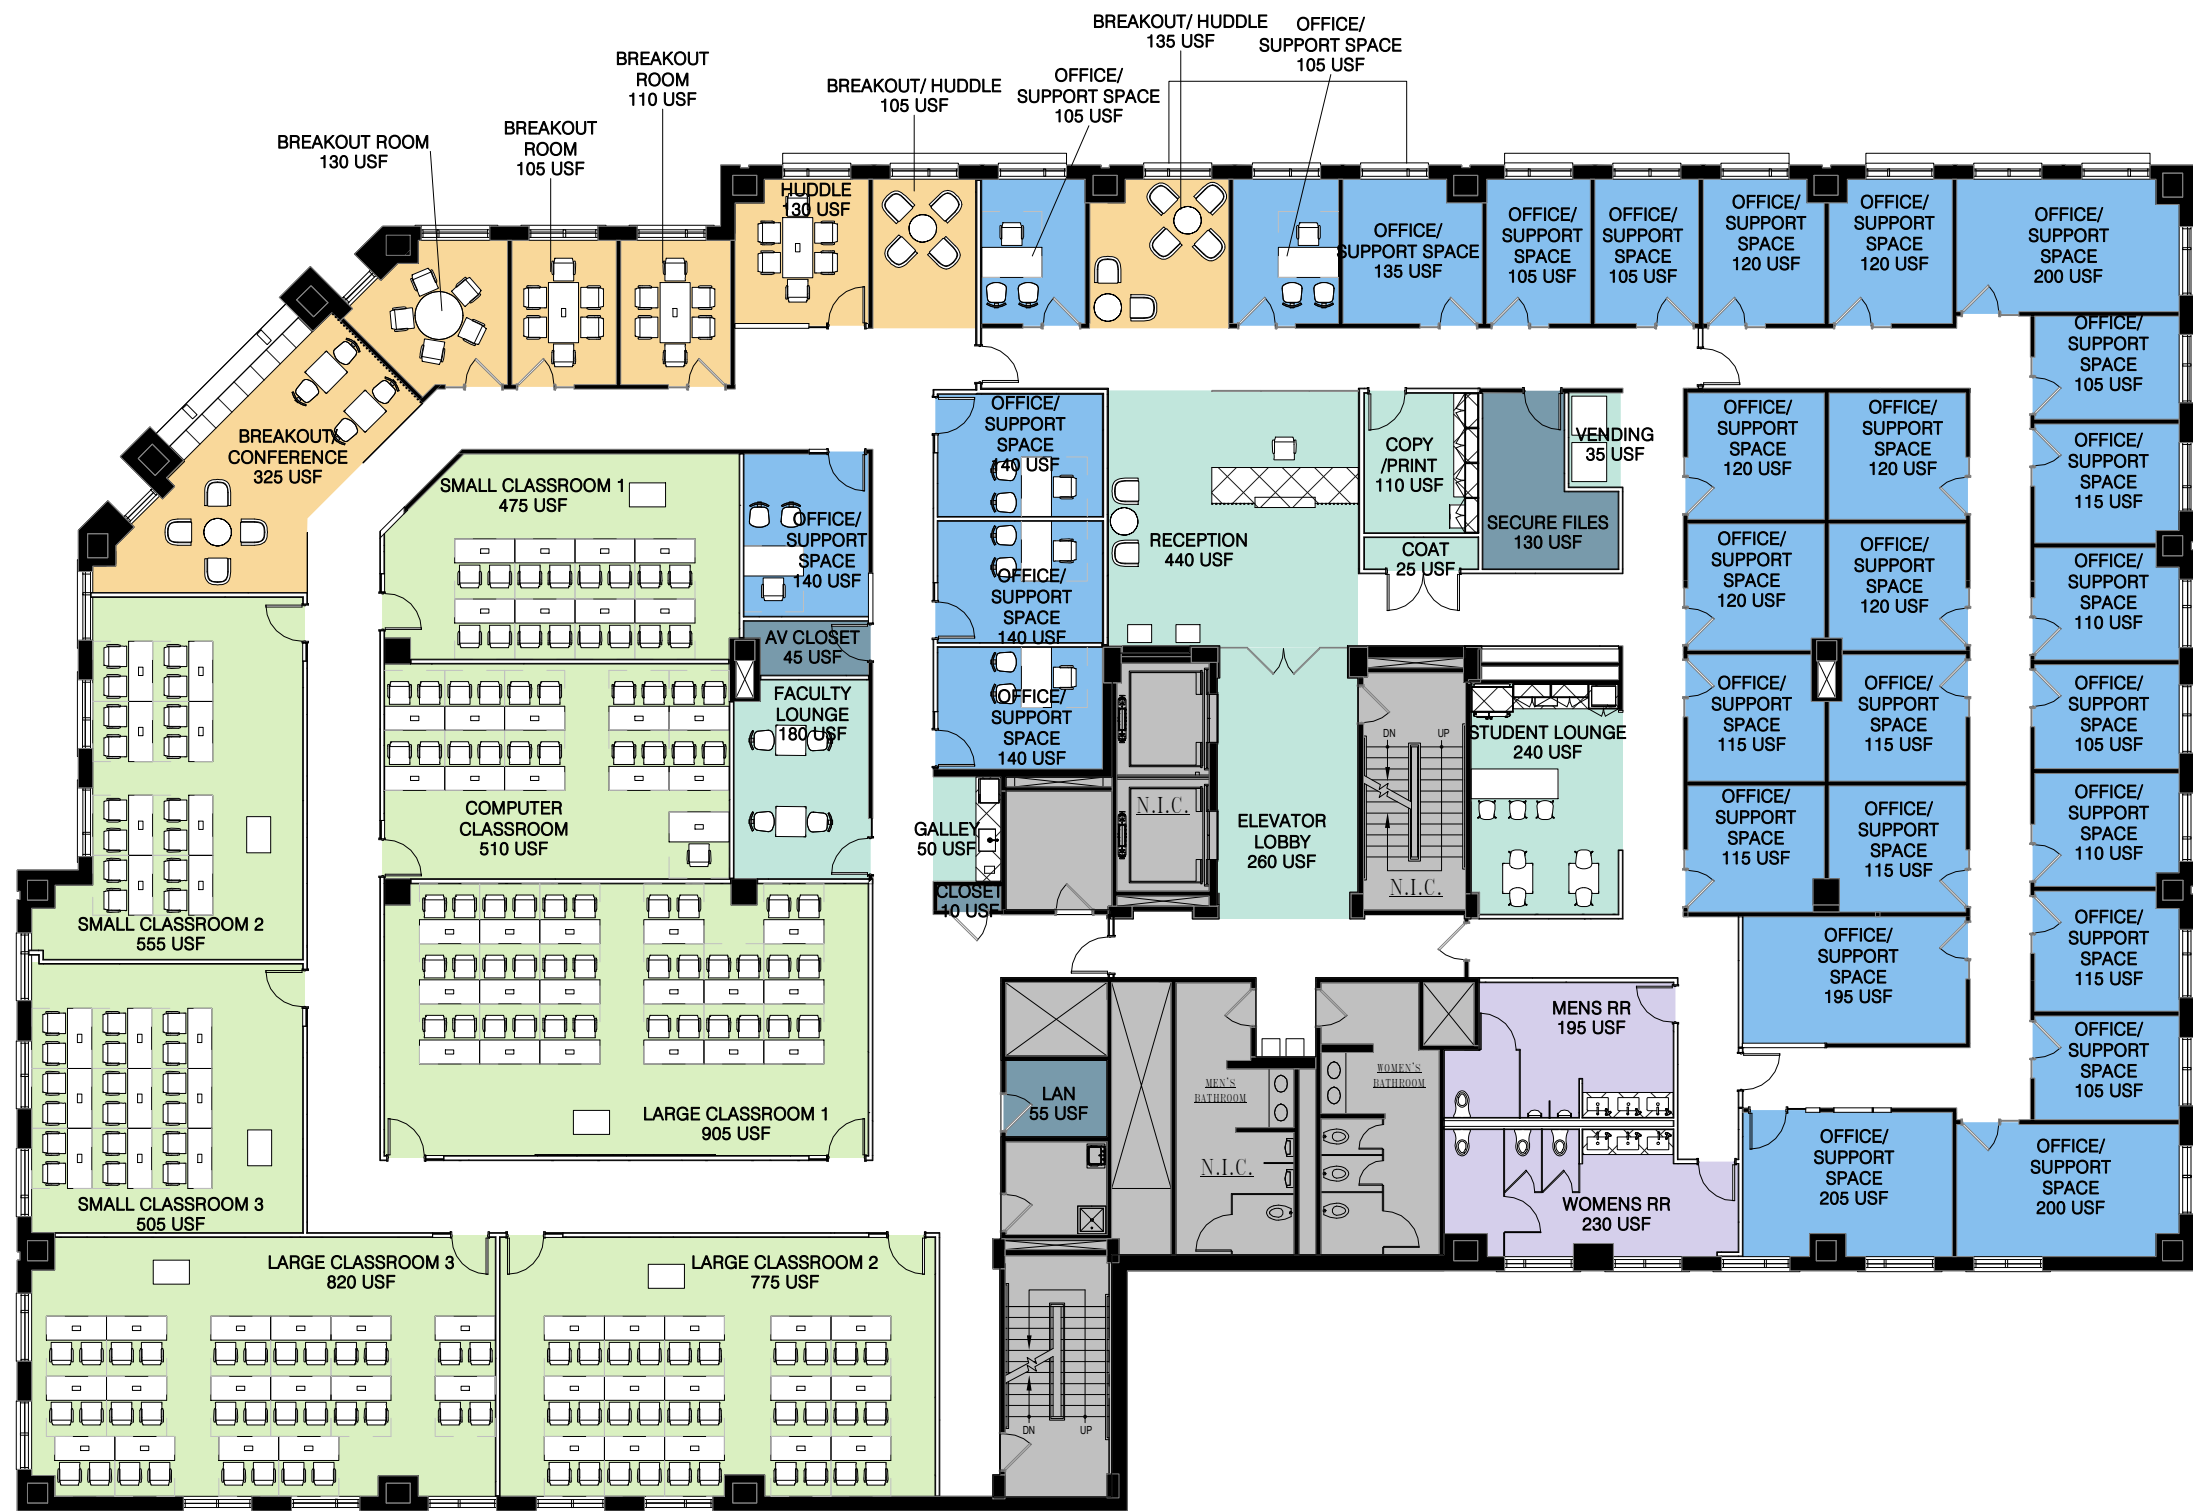 BREAKOUT/ HUDDLE
135 USF
OFFICE/
SUPPORT SPACE
105 USF
BREAKOUT
ROOM
110 USF
BREAKOUT/ HUDDLE
105 USF
OFFICE/
SUPPORT SPACE
105 USF
BREAKOUT ROOM
130 USF
BREAKOUT
ROOM
105 USF
HUDDLE
130 USF
OFFICE/
SUPPORT SPACE
135 USF
OFFICE/
SUPPORT
SPACE
105 USF
OFFICE/
SUPPORT
SPACE
105 USF
OFFICE/
SUPPORT
SPACE
120 USF
OFFICE/
SUPPORT
SPACE
120 USF
OFFICE/
SUPPORT
SPACE
200 USF
OFFICE/
SUPPORT
SPACE
105 USF
BREAKOUT/
CONFERENCE
325 USF
SMALL CLASSROOM 1
475 USF
OFFICE/
SUPPORT
SPACE
140 USF
OFFICE/
SUPPORT
SPACE
140 USF
OFFICE/
SUPPORT
SPACE
140 USF
OFFICE/
SUPPORT
SPACE
140 USF
RECEPTION
440 USF
COPY
/PRINT
110 USF
COAT
25 USF
SECURE FILES
130 USF
VENDING
35 USF
OFFICE/
SUPPORT
SPACE
120 USF
OFFICE/
SUPPORT
SPACE
120 USF
OFFICE/
SUPPORT
SPACE
115 USF
OFFICE/
SUPPORT
SPACE
120 USF
OFFICE/
SUPPORT
SPACE
120 USF
OFFICE/
SUPPORT
SPACE
110 USF
AV CLOSET
45 USF
FACULTY
LOUNGE
180 USF
COMPUTER
CLASSROOM
510 USF
GALLEY
50 USF
CLOSET
10 USF
N.I.C.
ELEVATOR
LOBBY
260 USF
DN
UP
N.I.C.
STUDENT LOUNGE
240 USF
OFFICE/
SUPPORT
SPACE
115 USF
OFFICE/
SUPPORT
SPACE
115 USF
OFFICE/
SUPPORT
SPACE
105 USF
OFFICE/
SUPPORT
SPACE
115 USF
OFFICE/
SUPPORT
SPACE
115 USF
OFFICE/
SUPPORT
SPACE
110 USF
SMALL CLASSROOM 2
555 USF
OFFICE/
SUPPORT
SPACE
195 USF
OFFICE/
SUPPORT
SPACE
115 USF
MENS RR
195 USF
OFFICE/
SUPPORT
SPACE
105 USF
LARGE CLASSROOM 1
905 USF
LAN
55 USF
MEN'S
BATHROOM
WOMEN'S
BATHROOM
N.I.C.
SMALL CLASSROOM 3
505 USF
WOMENS RR
230 USF
OFFICE/
SUPPORT
SPACE
205 USF
OFFICE/
SUPPORT
SPACE
200 USF
LARGE CLASSROOM 3
820 USF
LARGE CLASSROOM 2
775 USF
DN
UP